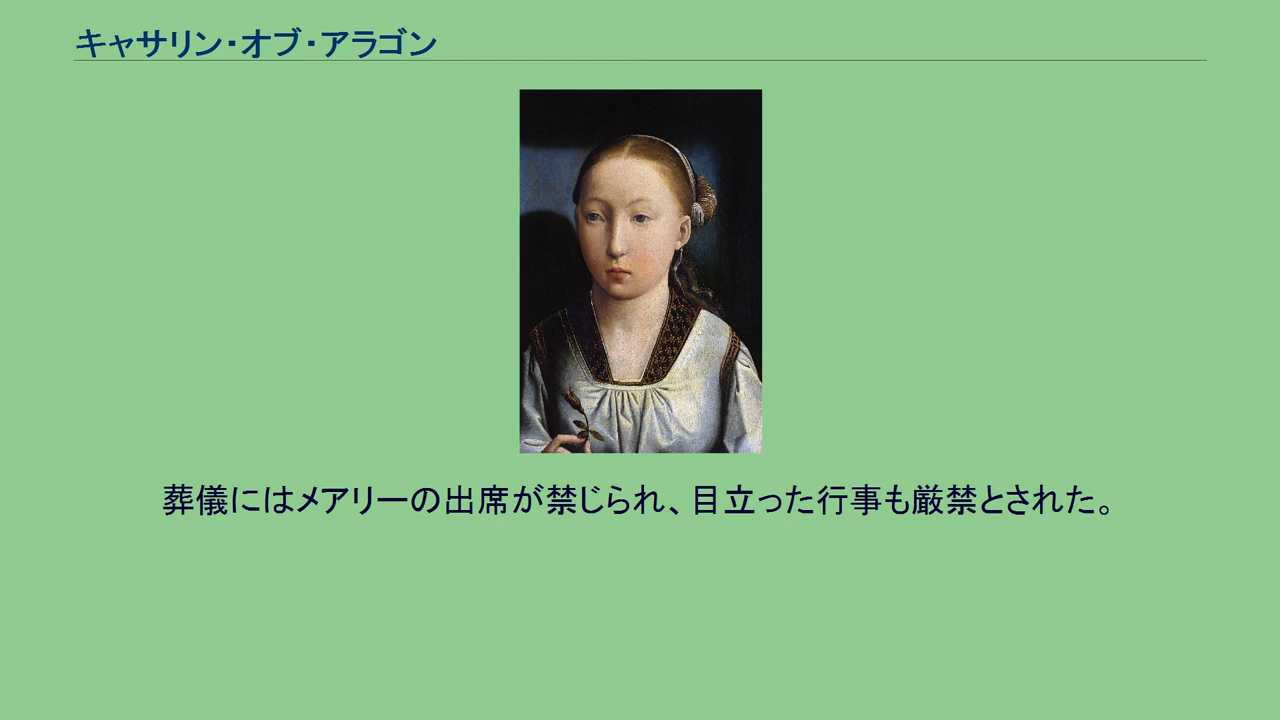 キャサリン・オブ・アラゴン
葬儀にはメアリーの出席が禁じられ、目立った行事も厳禁とされた。